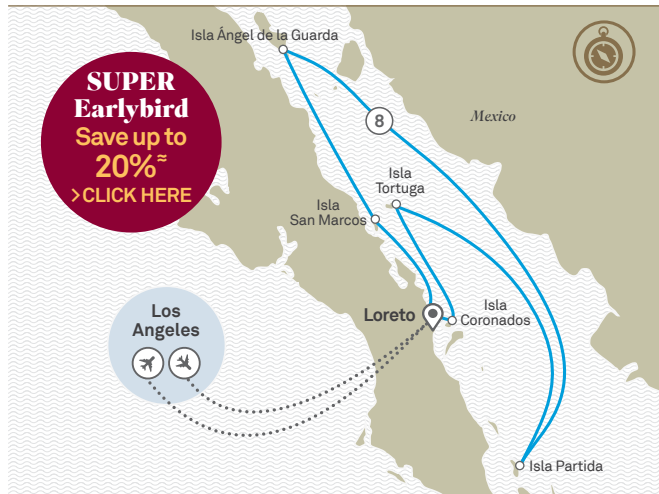 Isla Ángel de la Guarda
SUPER
Earlybird
Save up to
20%≈
>CLICK HERE
8
Mexico
Isla
Tortuga
Isla
San Marcos
Los
Angeles
Loreto
Isla
Coronados
Isla Partida